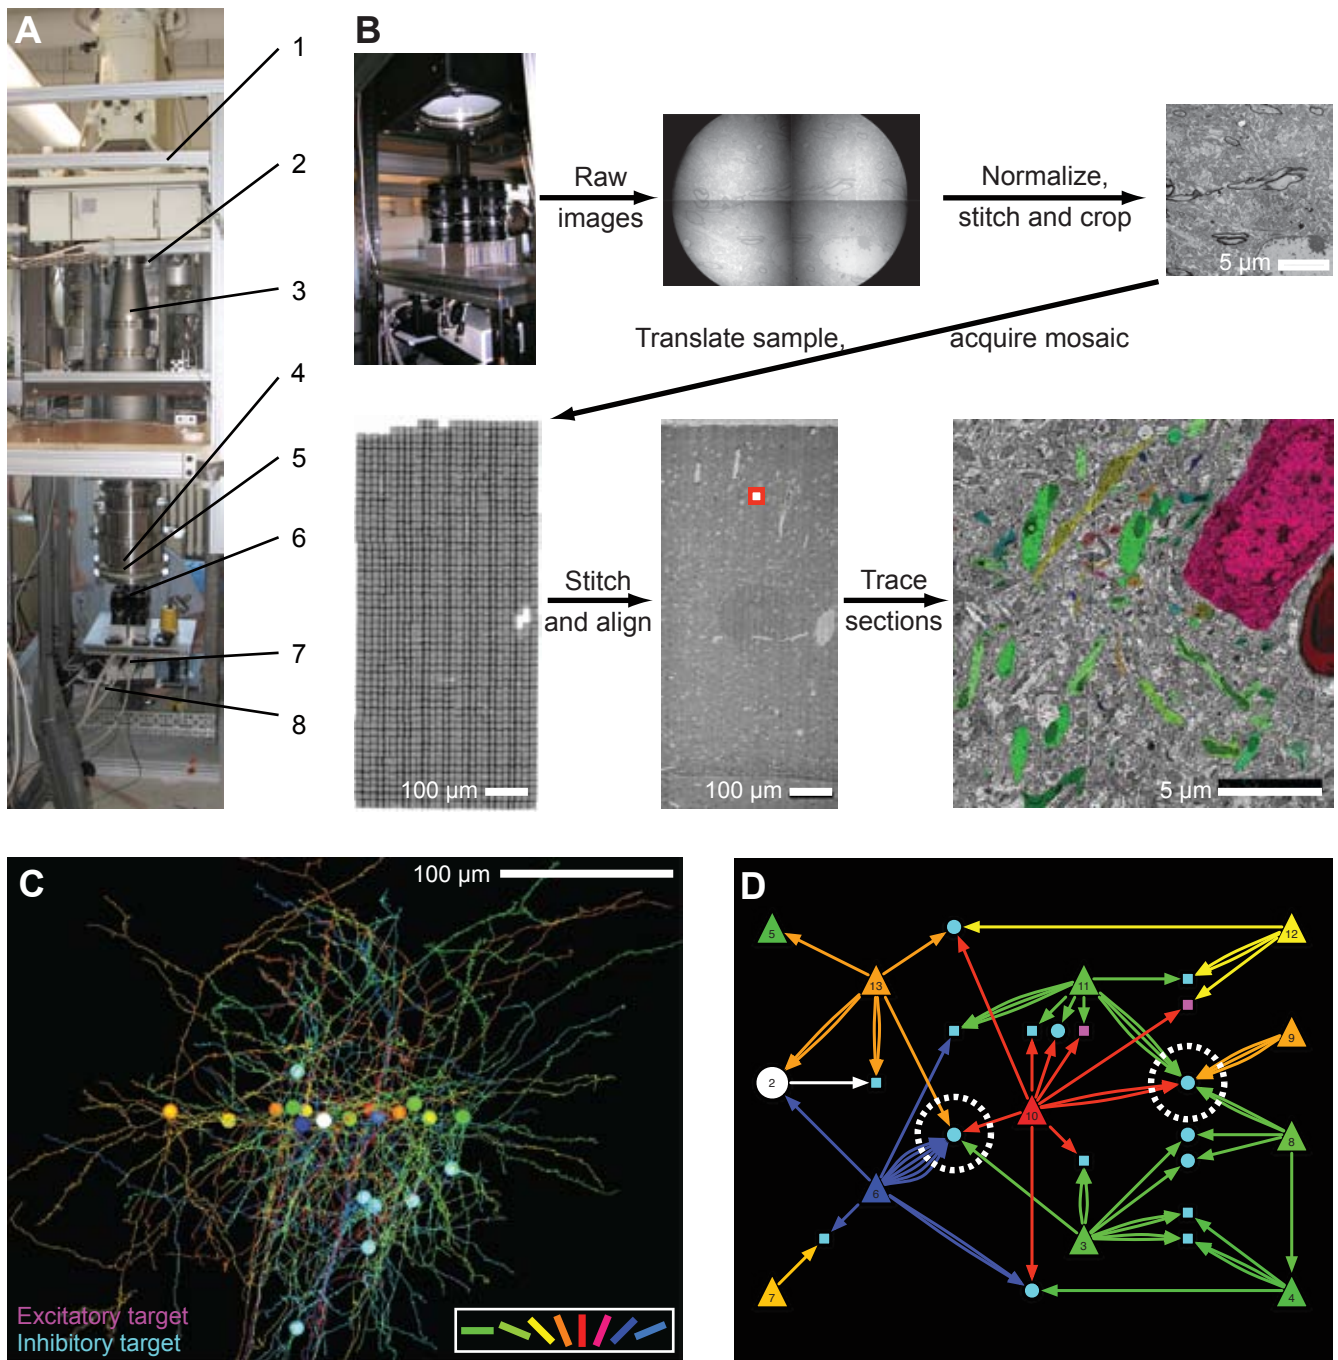 A
1
2
3
4
5
6
7
8
B
Raw
images
Normalize,
stitch and crop
5 µm
Translate sample,
acquire mosaic
100 µm
Stitch
and align
100 µm
Trace
sections
5 µm
C
100 µm
Excitatory target
Inhibitory target
D
5
12
13
11
9
2
10
8
6
3
7
4